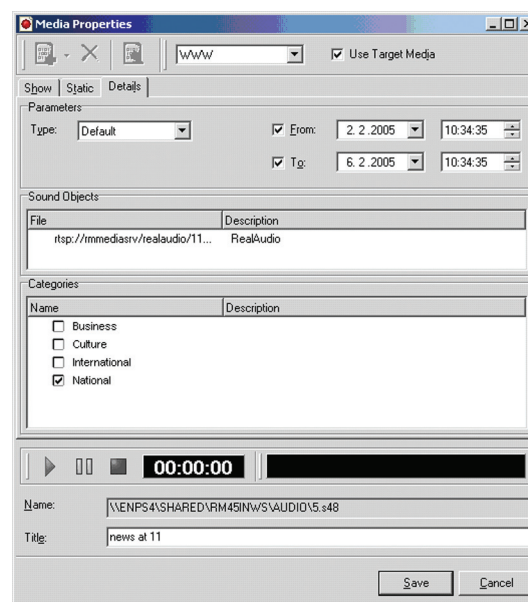 Media Properties
WWW
Use Target Media
Show Static Details
Parameters
Type: Default From: 2. 2 .2005 10:34:35
To: 6. 2 .2005 10:34:35
Sound Objects
File Description
rtsp://rmmediasrv/realaudio/11... RealAudio
Categories
Name Description
Business
Culture
International
National
00:00:00
Name: \\ENPS4\SHARED\RM45INWS\AUDIO\5.s48
Title: news at 11
Save Cancel